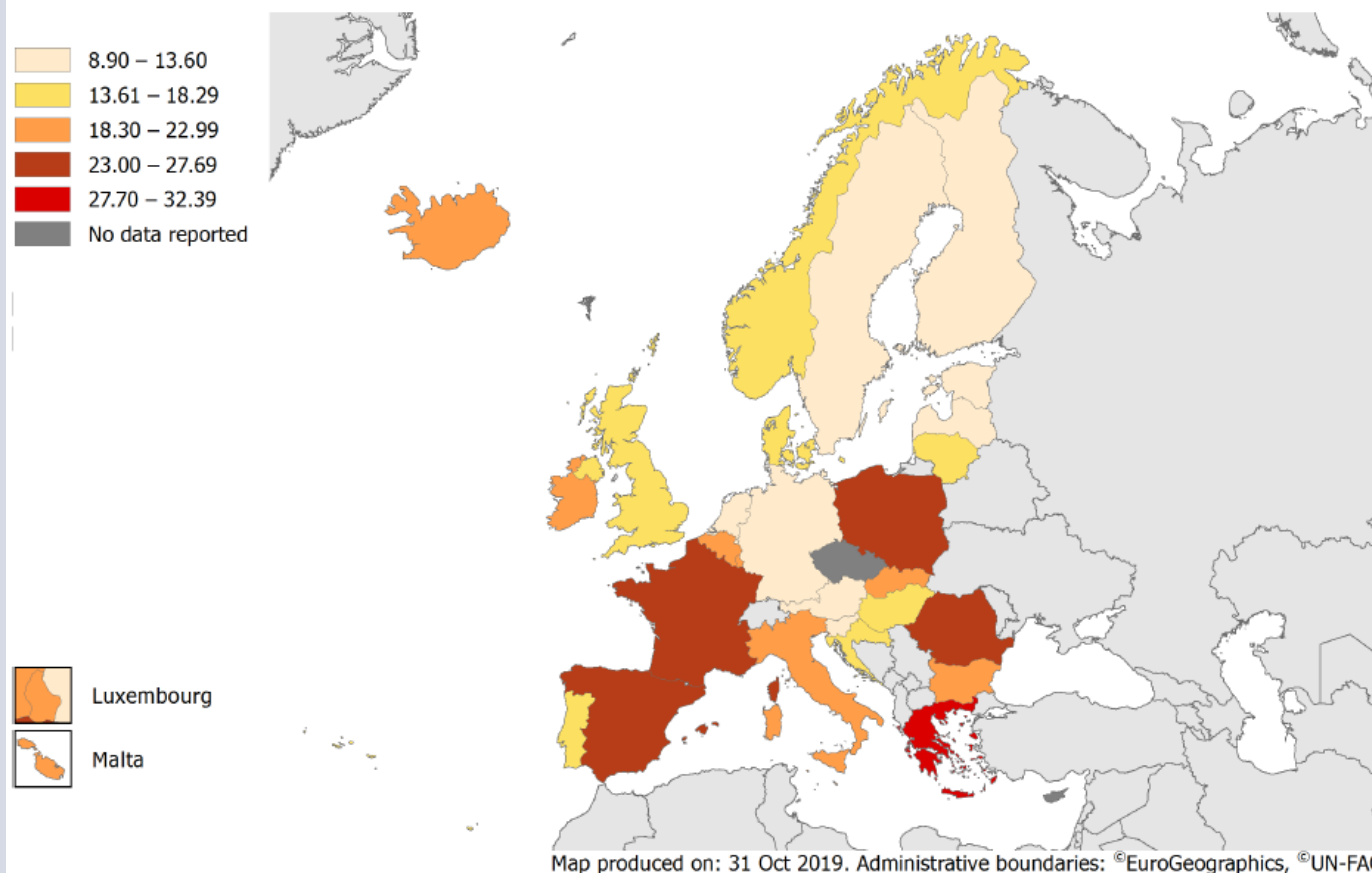 8.90 – 13.60
13.61 – 18.29
18.30 – 22.99
23.00 – 27.69
27.70 – 32.39
No data reported
Luxembourg
Malta
Map produced on: 31 Oct 2019. Administrative boundaries: ©EuroGeographics, ©UN-FAO